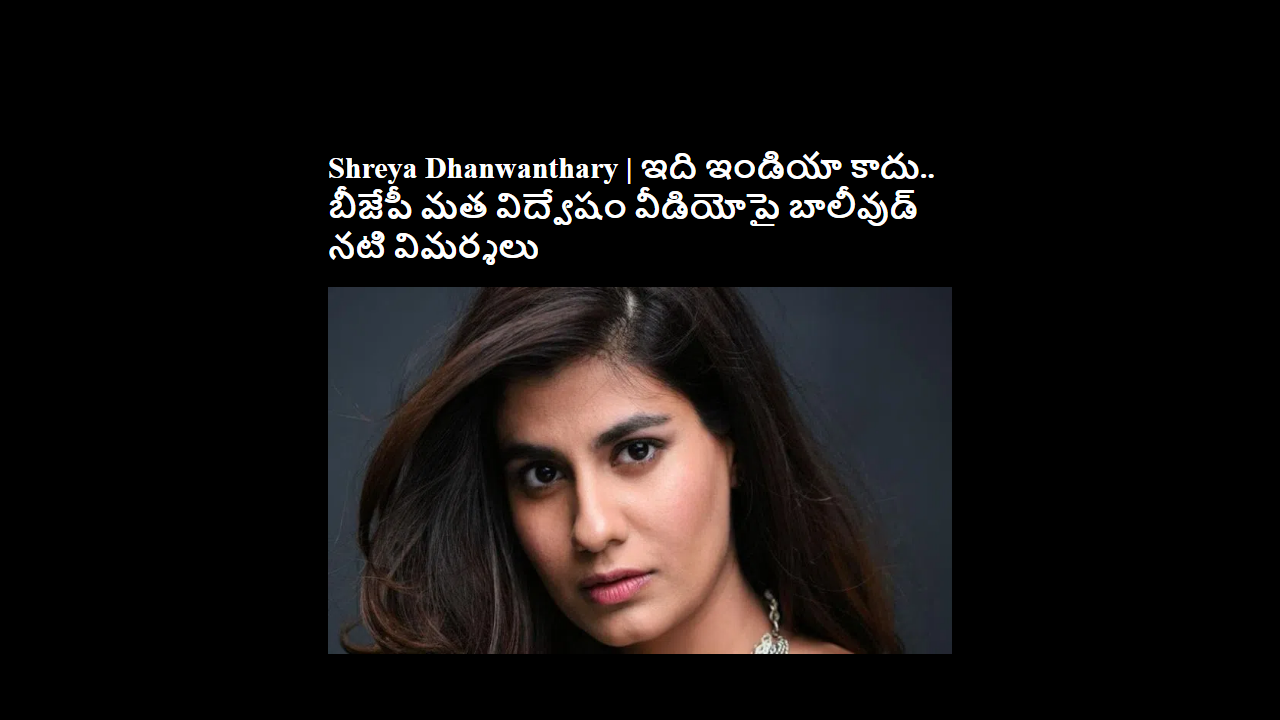 Shreya Dhanwanthary | ఇది ఇండియా కాదు..
బీజేపీ మత విద్వేషం వీడియోపై బాలీవుడ్
నటి విమర్శలు